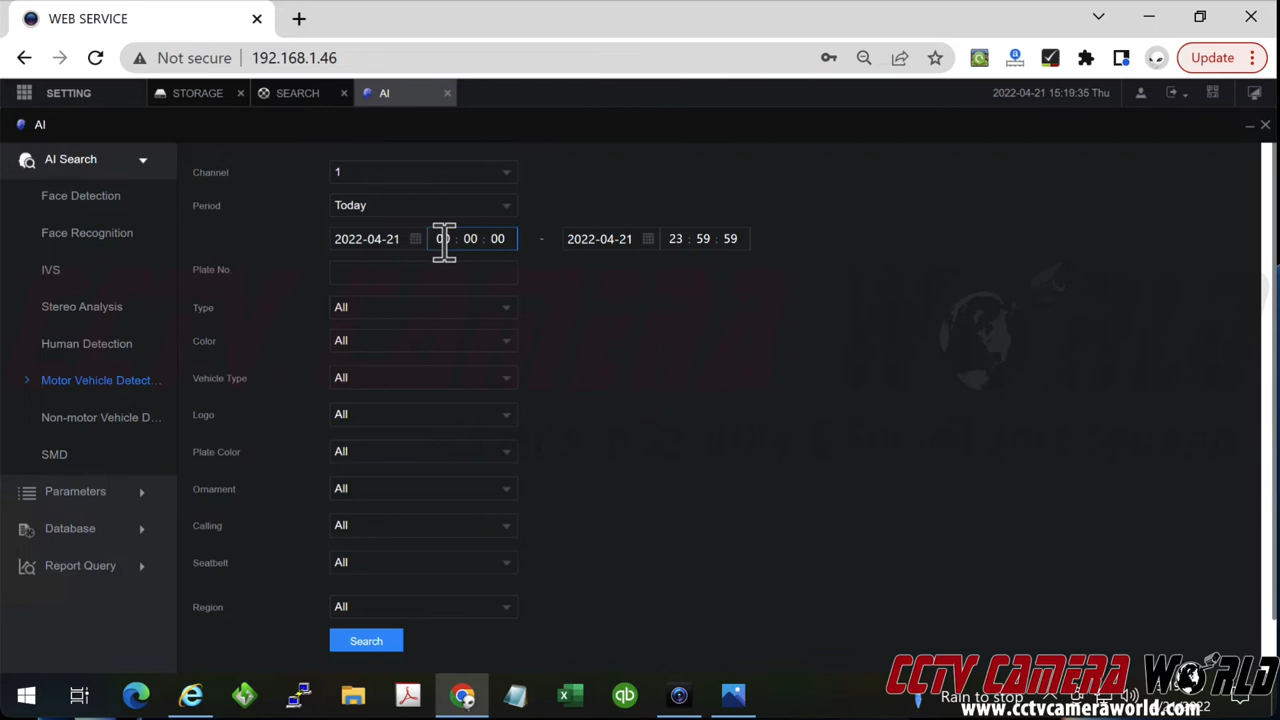 WEB SERVICE
Not secure 192.168.1.46
Update
SETTING STORAGE SEARCH AI 2022-04-21 15:19:35 Thu
AI
AI Search
Face Detection
Face Recognition
IVS
Stereo Analysis
Human Detection
Motor Vehicle Detect...
Non-motor Vehicle D...
SMD
Parameters
Database
Report Query
Channel 1
Period Today
2022-04-21 00 : 00 : 00 - 2022-04-21 23 : 59 : 59
Plate No.
Type All
Color All
Vehicle Type All
Logo All
Plate Color All
Ornament All
Calling All
Seatbelt All
Region All
Search
CCTV CAMERA WORLD
Rain to stop
www.cctvcameraworld.com